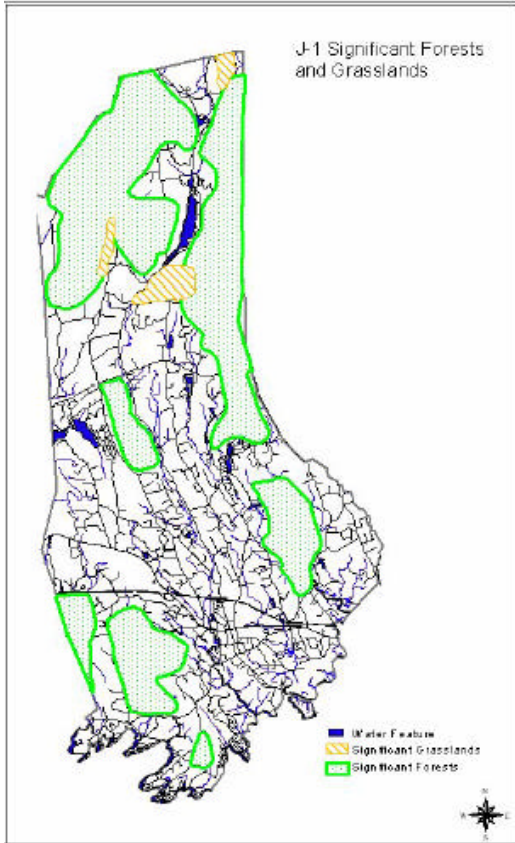 J-1 Significant Forests
and Grasslands
Water Feature
Significant Grasslands
Significant Forests
N
W E
S